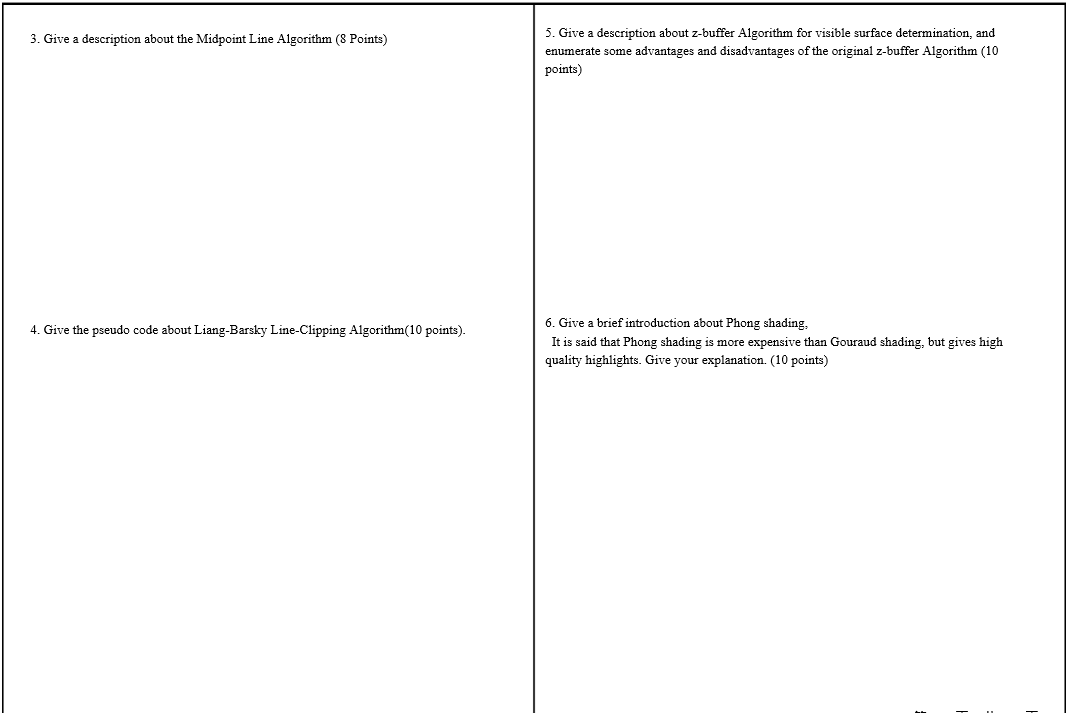 3. Give a description about the Midpoint Line Algorithm (8 Points)
4. Give the pseudo code about Liang-Barsky Line-Clipping Algorithm(10 points).
5. Give a description about z-buffer Algorithm for visible surface determination, and
enumerate some advantages and disadvantages of the original z-buffer Algorithm (10
points)
6. Give a brief introduction about Phong shading,
It is said that Phong shading is more expensive than Gouraud shading, but gives high
quality highlights. Give your explanation. (10 points)